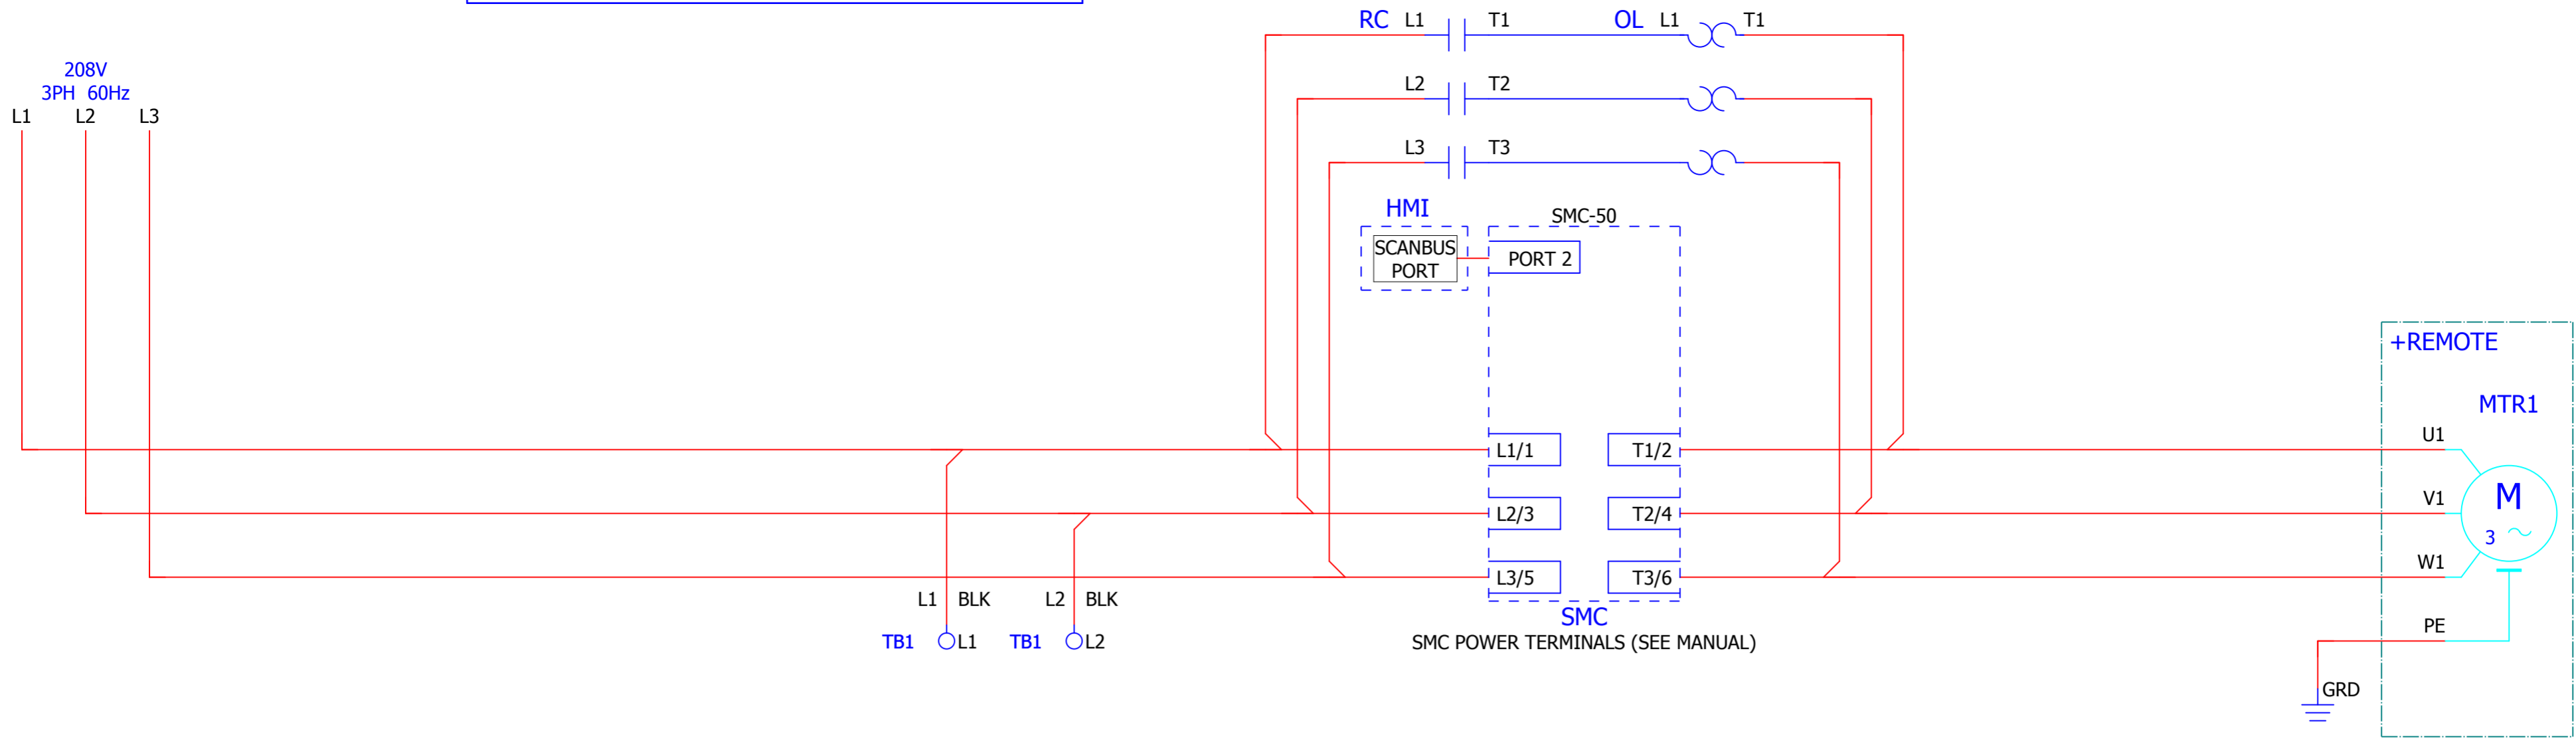 RC L1 T1 OL L1 T1
208V
3PH 60Hz
L1 L2 L3
L2 T2
L3 T3
HMI
SMC-50
SCANBUS
PORT
PORT 2
+REMOTE
MTR1
U1
L1/1 T1/2
V1
M
3
L2/3 T2/4
W1
L3/5 T3/6
L1 BLK L2 BLK
TB1 L1 TB1 L2
SMC
SMC POWER TERMINALS (SEE MANUAL)
PE
GRD